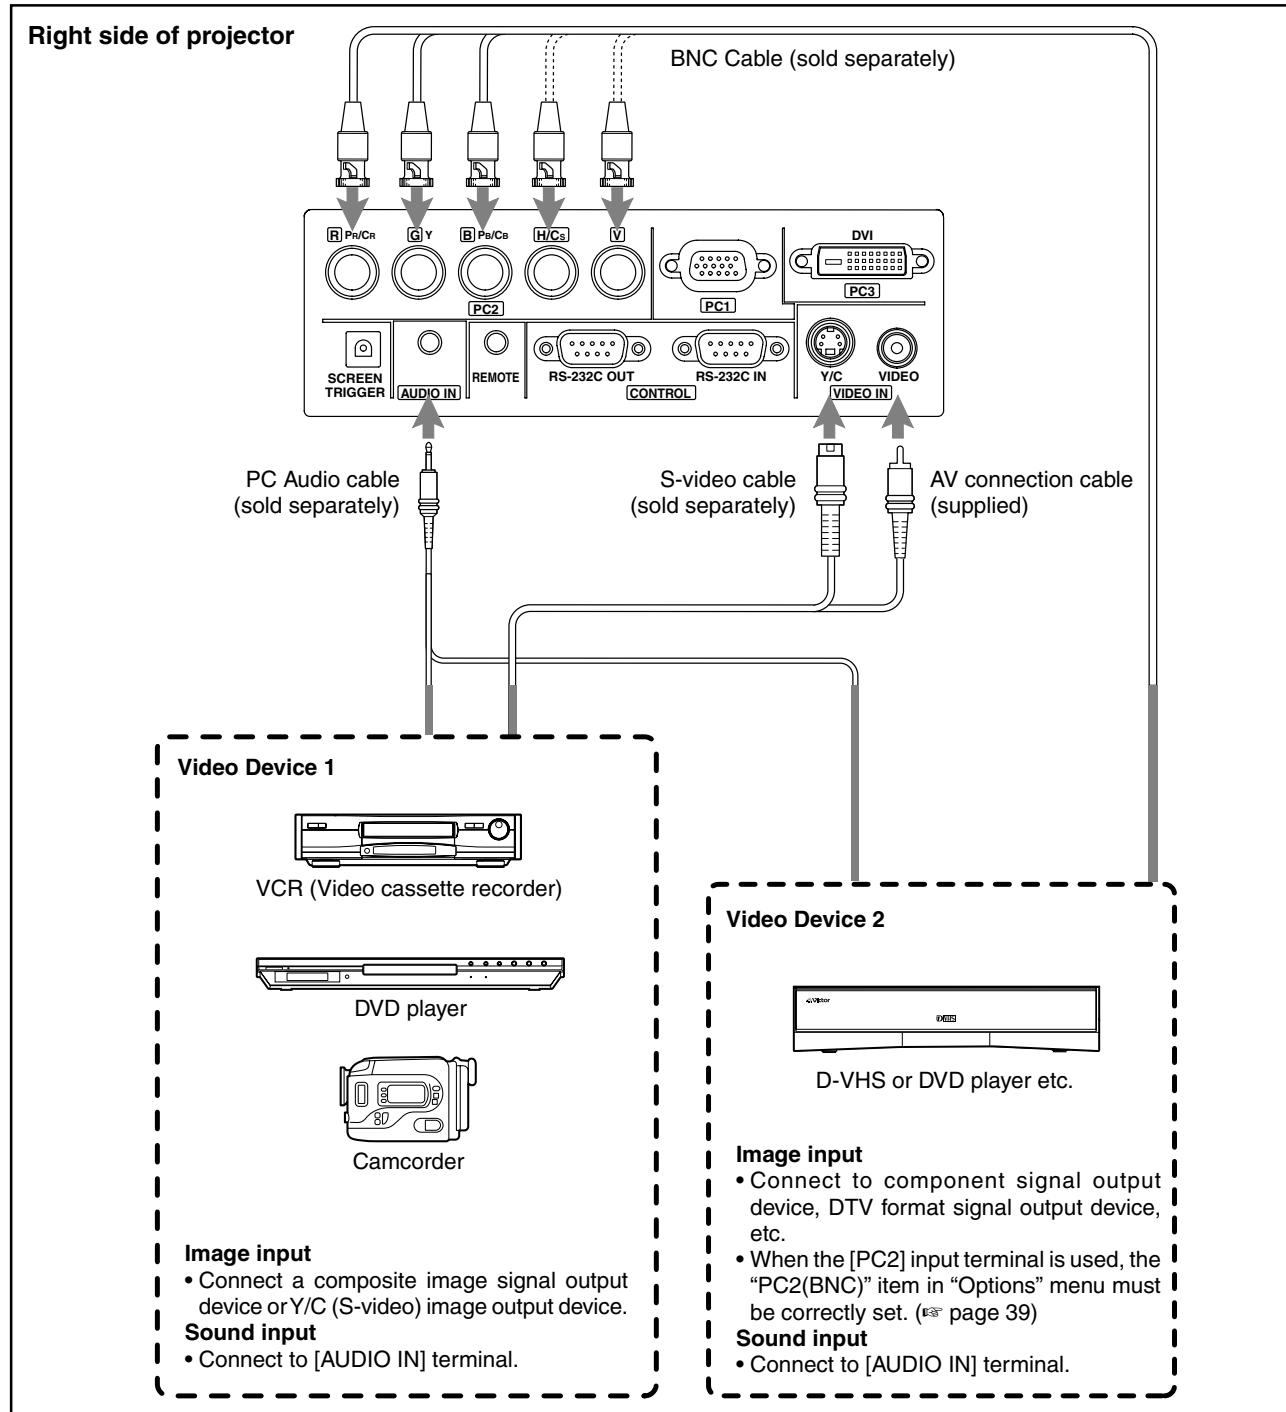 Right side of projector
BNC Cable (sold separately)
R PR/CR
G Y
B PB/CB
H/CS
V
PC2
PC1
DVI
PC3
SCREEN
TRIGGER
AUDIO IN
REMOTE
RS-232C OUT
RS-232C IN
CONTROL
Y/C
VIDEO
VIDEO IN
PC Audio cable
(sold separately)
S-video cable
(sold separately)
AV connection cable
(supplied)
Video Device 1
VCR (Video cassette recorder)
DVD player
Camcorder
Image input
• Connect a composite image signal output
device or Y/C (S-video) image output device.
Sound input
• Connect to [AUDIO IN] terminal.
Video Device 2
Victor
D-VHS or DVD player etc.
Image input
• Connect to component signal output
device, DTV format signal output device,
etc.
• When the [PC2] input terminal is used, the
“PC2(BNC)” item in “Options” menu must
be correctly set. (☞ page 39)
Sound input
• Connect to [AUDIO IN] terminal.